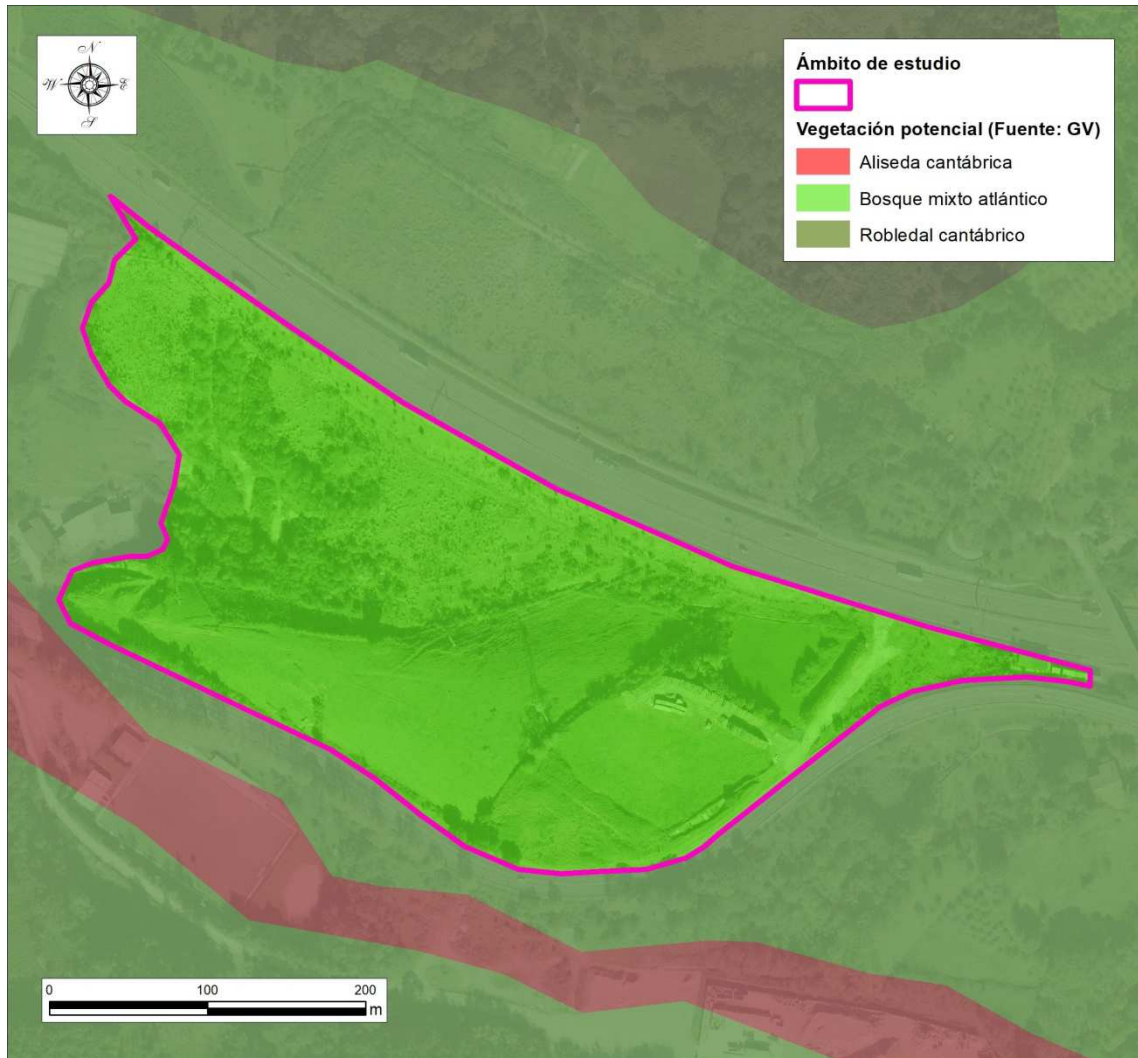 N
W E
S
Ámbito de estudio
Vegetación potencial (Fuente: GV)
Aliseda cantábrica
Bosque mixto atlántico
Robledal cantábrico
0 100 200
m